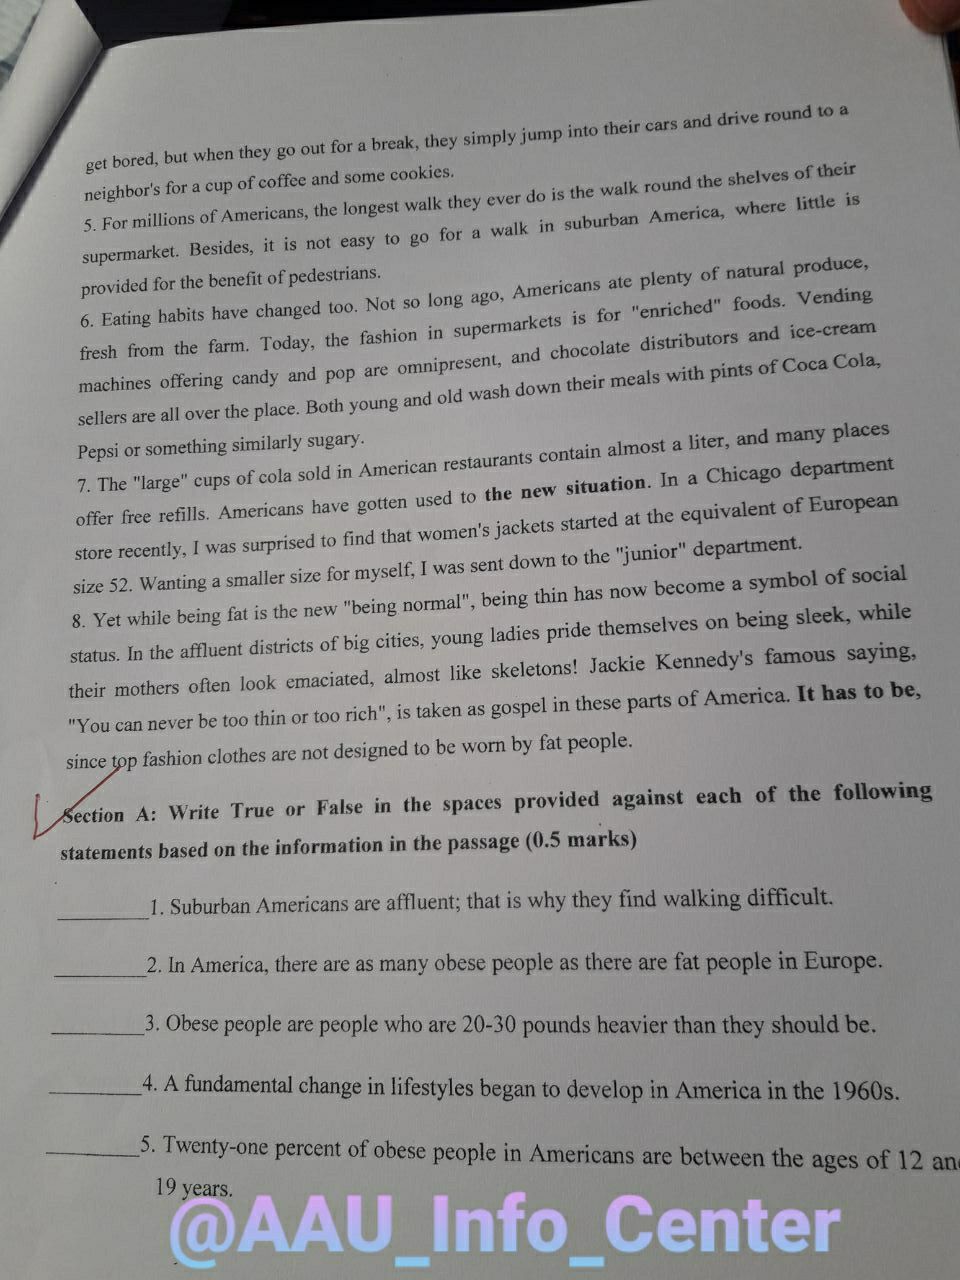 get bored, but when they go out for a break, they simply jump into their cars and drive round to a
neighbor's for a cup of coffee and some cookies.
5. For millions of Americans, the longest walk they ever do is the walk round the shelves of their
supermarket. Besides, it is not easy to go for a walk in suburban America, where little is
provided for the benefit of pedestrians.
6. Eating habits have changed too. Not so long ago, Americans ate plenty of natural produce,
fresh from the farm. Today, the fashion in supermarkets is for "enriched" foods. Vending
machines offering candy and pop are omnipresent, and chocolate distributors and ice-cream
sellers are all over the place. Both young and old wash down their meals with pints of Coca Cola,
Pepsi or something similarly sugary.
7. The "large" cups of cola sold in American restaurants contain almost a liter, and many places
offer free refills. Americans have gotten used to the new situation. In a Chicago department
store recently, I was surprised to find that women's jackets started at the equivalent of European
size 52. Wanting a smaller size for myself, I was sent down to the "junior" department.
8. Yet while being fat is the new "being normal", being thin has now become a symbol of social
status. In the affluent districts of big cities, young ladies pride themselves on being sleek, while
their mothers often look emaciated, almost like skeletons! Jackie Kennedy's famous saying,
"You can never be too thin or too rich", is taken as gospel in these parts of America. It has to be,
since top fashion clothes are not designed to be worn by fat people.
Section A: Write True or False in the spaces provided against each of the following
statements based on the information in the passage (0.5 marks)
1. Suburban Americans are affluent; that is why they find walking difficult.
2. In America, there are as many obese people as there are fat people in Europe.
3. Obese people are people who are 20-30 pounds heavier than they should be.
4. A fundamental change in lifestyles began to develop in America in the 1960s.
5. Twenty-one percent of obese people in Americans are between the ages of 12 an
19 years.
@AAU_Info_Center